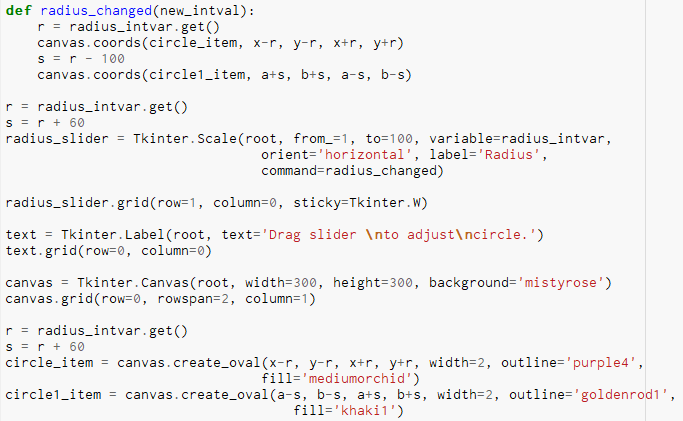 def radius_changed(new_intval):
    r = radius_intvar.get()
    canvas.coords(circle_item, x-r, y-r, x+r, y+r)
    s = r - 100
    canvas.coords(circle1_item, a+s, b+s, a-s, b-s)

r = radius_intvar.get()
s = r + 60
radius_slider = Tkinter.Scale(root, from_=1, to=100, variable=radius_intvar,
                              orient='horizontal', label='Radius',
                              command=radius_changed)

radius_slider.grid(row=1, column=0, sticky=Tkinter.W)

text = Tkinter.Label(root, text='Drag slider \nto adjust\ncircle.')
text.grid(row=0, column=0)

canvas = Tkinter.Canvas(root, width=300, height=300, background='mistyrose')
canvas.grid(row=0, rowspan=2, column=1)

r = radius_intvar.get()
s = r + 60
circle_item = canvas.create_oval(x-r, y-r, x+r, y+r, width=2, outline='purple4',
                              fill='mediumorchid')
circle1_item = canvas.create_oval(a-s, b-s, a+s, b+s, width=2, outline='goldenrod1',
                                  fill='khaki1')